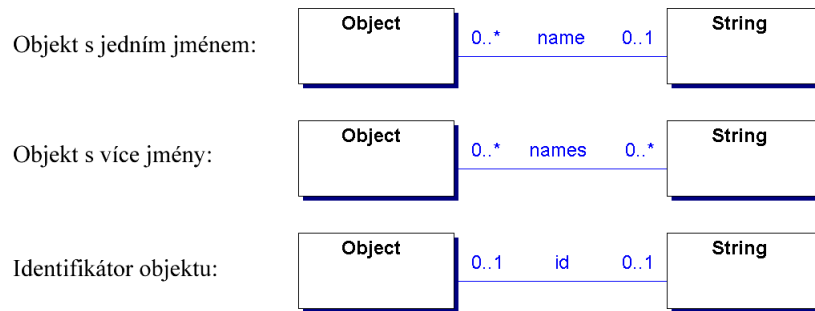 Objekt s jedním jménem:
Object
0..* name 0..1
String
Objekt s více jmény:
Object
0..* names 0..*
String
Identifikátor objektu:
Object
0..1 id 0..1
String